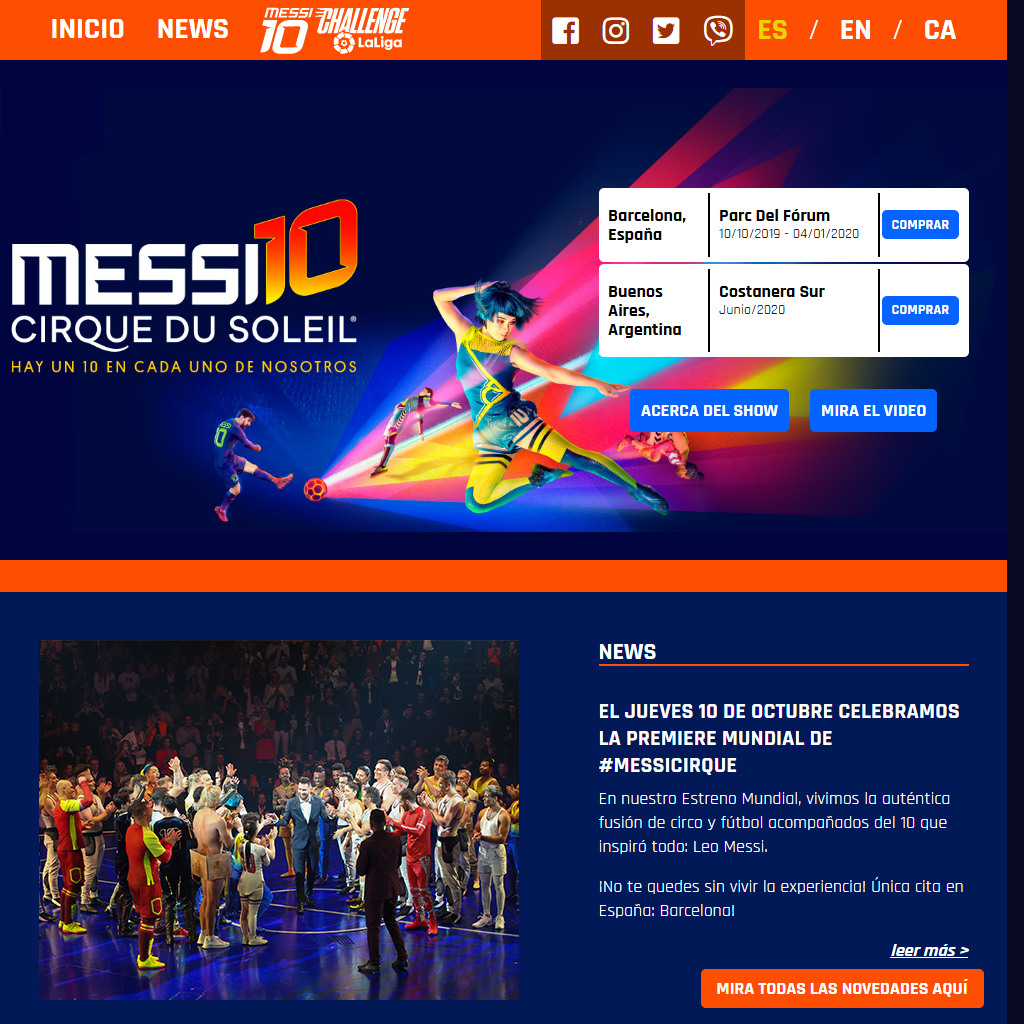 INICIO NEWS MESSI 10 CHALLENGE LaLiga ES / EN / CA
MESSI10
CIRQUE DU SOLEIL®
HAY UN 10 EN CADA UNO DE NOSOTROS
Barcelona,
España
Parc Del Fórum
10/10/2019 - 04/01/2020
COMPRAR
Buenos
Aires,
Argentina
Costanera Sur
Junio/2020
COMPRAR
ACERCA DEL SHOW
MIRA EL VIDEO
10
NEWS
EL JUEVES 10 DE OCTUBRE CELEBRAMOS
LA PREMIERE MUNDIAL DE
#MESSICIRQUE
En nuestro Estreno Mundial, vivimos la auténtica
fusión de circo y fútbol acompañados del 10 que
inspiró todo: Leo Messi.
¡No te quedes sin vivir la experiencia! Única cita en
España: Barcelona!
leer más >
MIRA TODAS LAS NOVEDADES AQUÍ